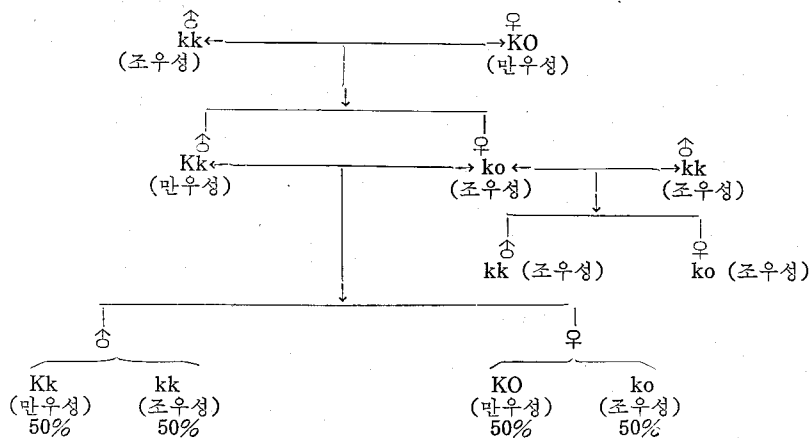 ♂ ♀
kk KO
(조우성) (만우성)
♂ ♀ ♂
Kk ko kk
(만우성) (조우성) (조우성)
♂ ♀
kk (조우성) ko (조우성)
♂ ♀
Kk kk KO ko
(만우성) (조우성) (만우성) (조우성)
50% 50% 50% 50%